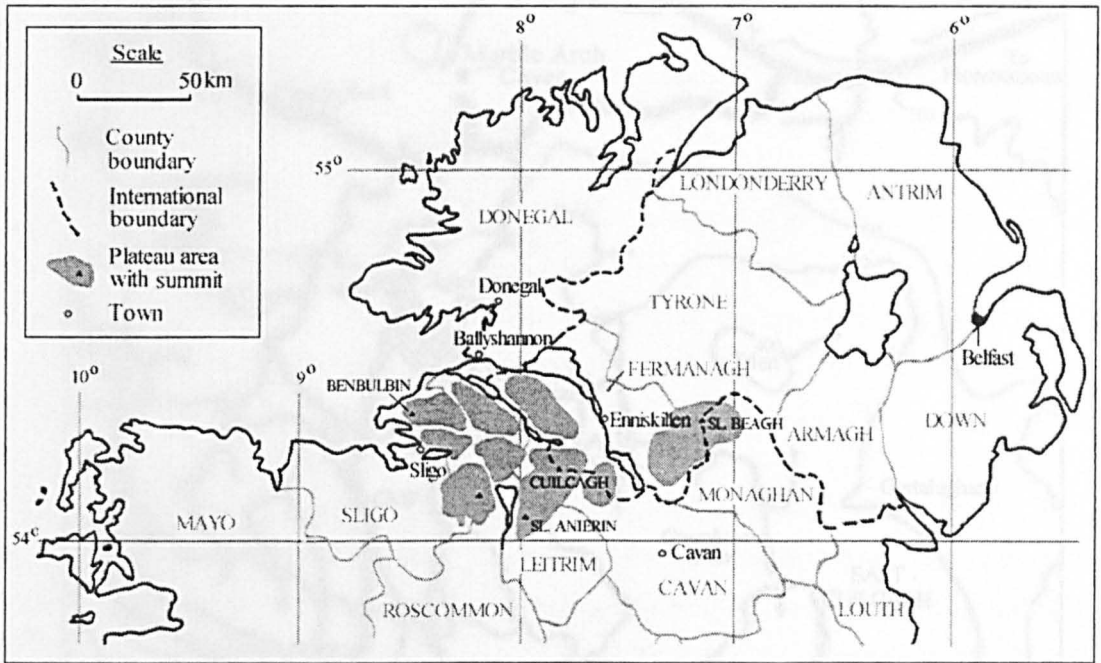 Scale
0 50 km
County
boundary
International
boundary
Plateau area
with summit
Town
8°
7°
6°
55°
LONDONDERRY
ANTRIM
DONEGAL
Donegal
TYRONE
Ballyshannon
Belfast
10°
9°
FERMANAGH
BENBULBIN
Enniskillen
SL. BEAGH
ARMAGH
DOWN
Sligo
CUILCAGH
MONAGHAN
MAYO
SLIGO
SL. ANIERIN
54°
Cavan
LEITRIM
CAVAN
ROSCOMMON
LOUTH